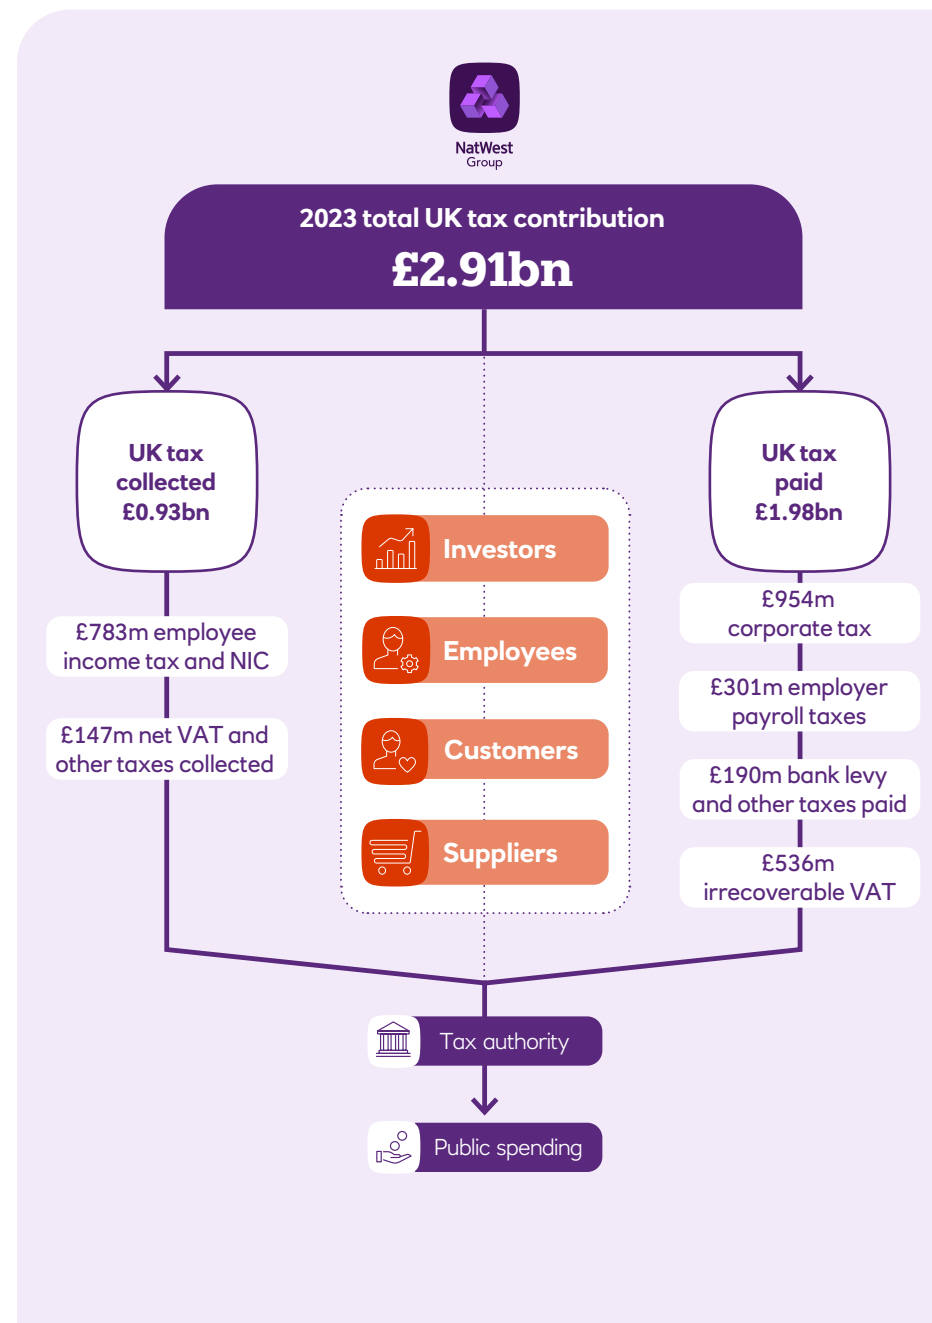 NatWest
Group
2023 total UK tax contribution
£2.91bn
UK tax
collected
£0.93bn
£783m employee
income tax and NIC
£147m net VAT and
other taxes collected
Investors
Employees
Customers
Suppliers
UK tax
paid
£1.98bn
£954m
corporate tax
£301m employer
payroll taxes
£190m bank levy
and other taxes paid
£536m
irrecoverable VAT
Tax authority
Public spending